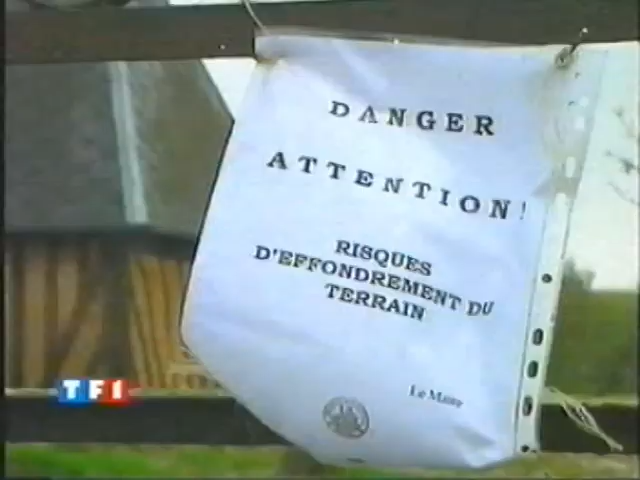 DANGER
ATTENTION!
RISQUES
D'EFFONDREMENT DU
TERRAIN
Le Maire
TF1